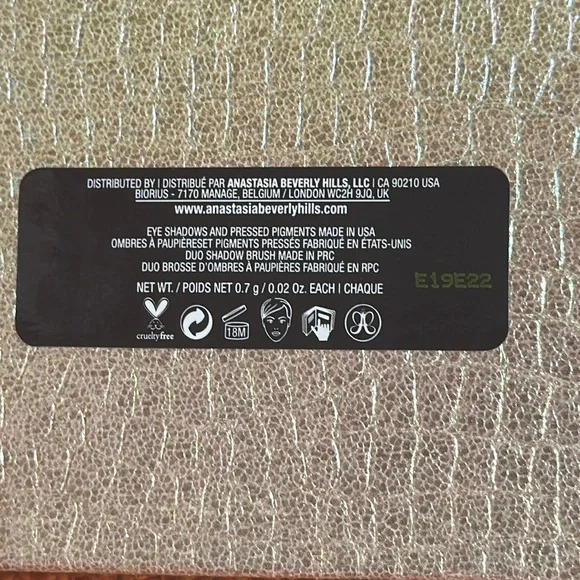 DISTRIBUTED BY | DISTRIBUÉ PAR ANASTASIA BEVERLY HILLS, LLC | CA 90210 USA
BIORIUS - 7170 MANAGE, BELGIUM / LONDON WC2H 9JQ, UK
www.anastasiabeverlyhills.com
EYE SHADOWS AND PRESSED PIGMENTS MADE IN USA
OMBRES À PAUPIÈRESET PIGMENTS PRESSÉS FABRIQUÉ EN ÉTATS-UNIS
DUO SHADOW BRUSH MADE IN PRC
DUO BROSSE D'OMBRES À PAUPIÈRES FABRIQUÉ EN RPC
NET WT. / POIDS NET 0.7 g / 0.02 Oz. EACH | CHAQUE
E19E22
crueltyfree
18M